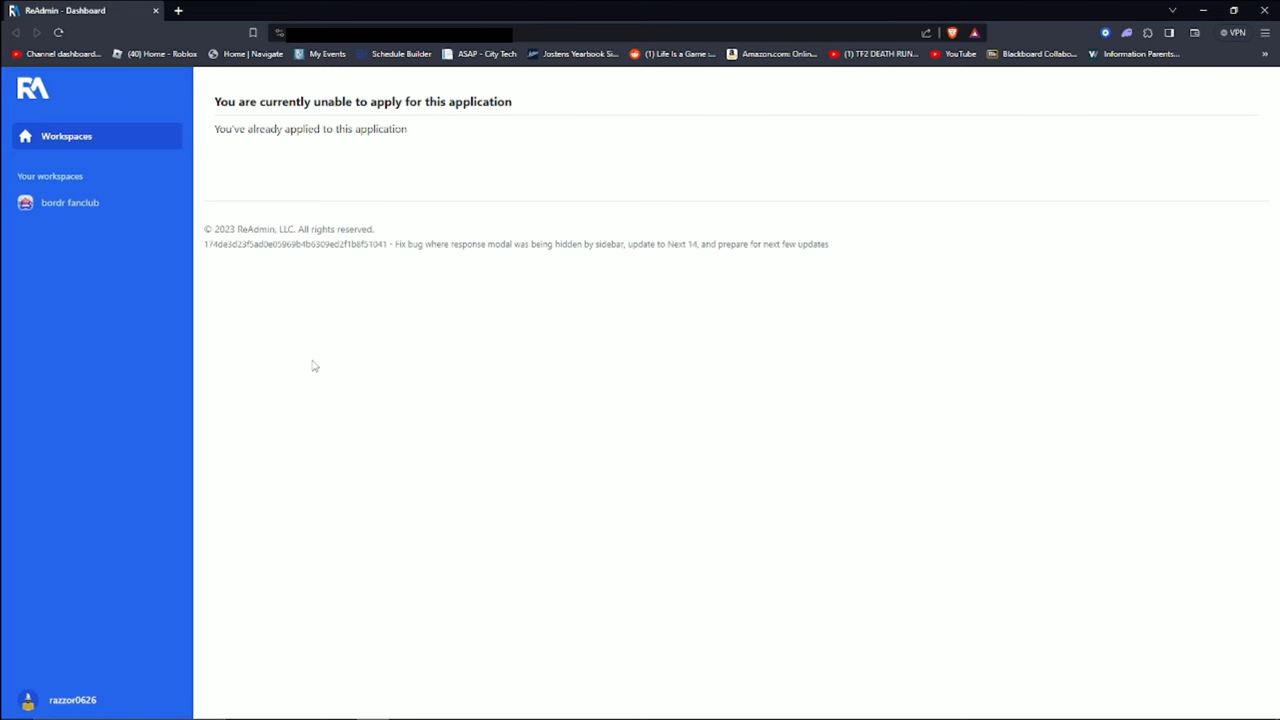 ReAdmin - Dashboard
VPN
Channel dashboard...
(40) Home - Roblox
Home | Navigate
My Events
Schedule Builder
ASAP - City Tech
Jostens Yearbook Si...
(1) Life Is a Game :...
Amazon.com: Onlin...
(1) TF2 DEATH RUN...
YouTube
Blackboard Collabo...
Information Parents...
RA
You are currently unable to apply for this application
You've already applied to this application
Workspaces
Your workspaces
bordr fanclub
© 2023 ReAdmin, LLC. All rights reserved.
174de3d23f5ad0e05969b4b6309ed2f1b8f51041 - Fix bug where response modal was being hidden by sidebar, update to Next 14, and prepare for next few updates
razzor0626